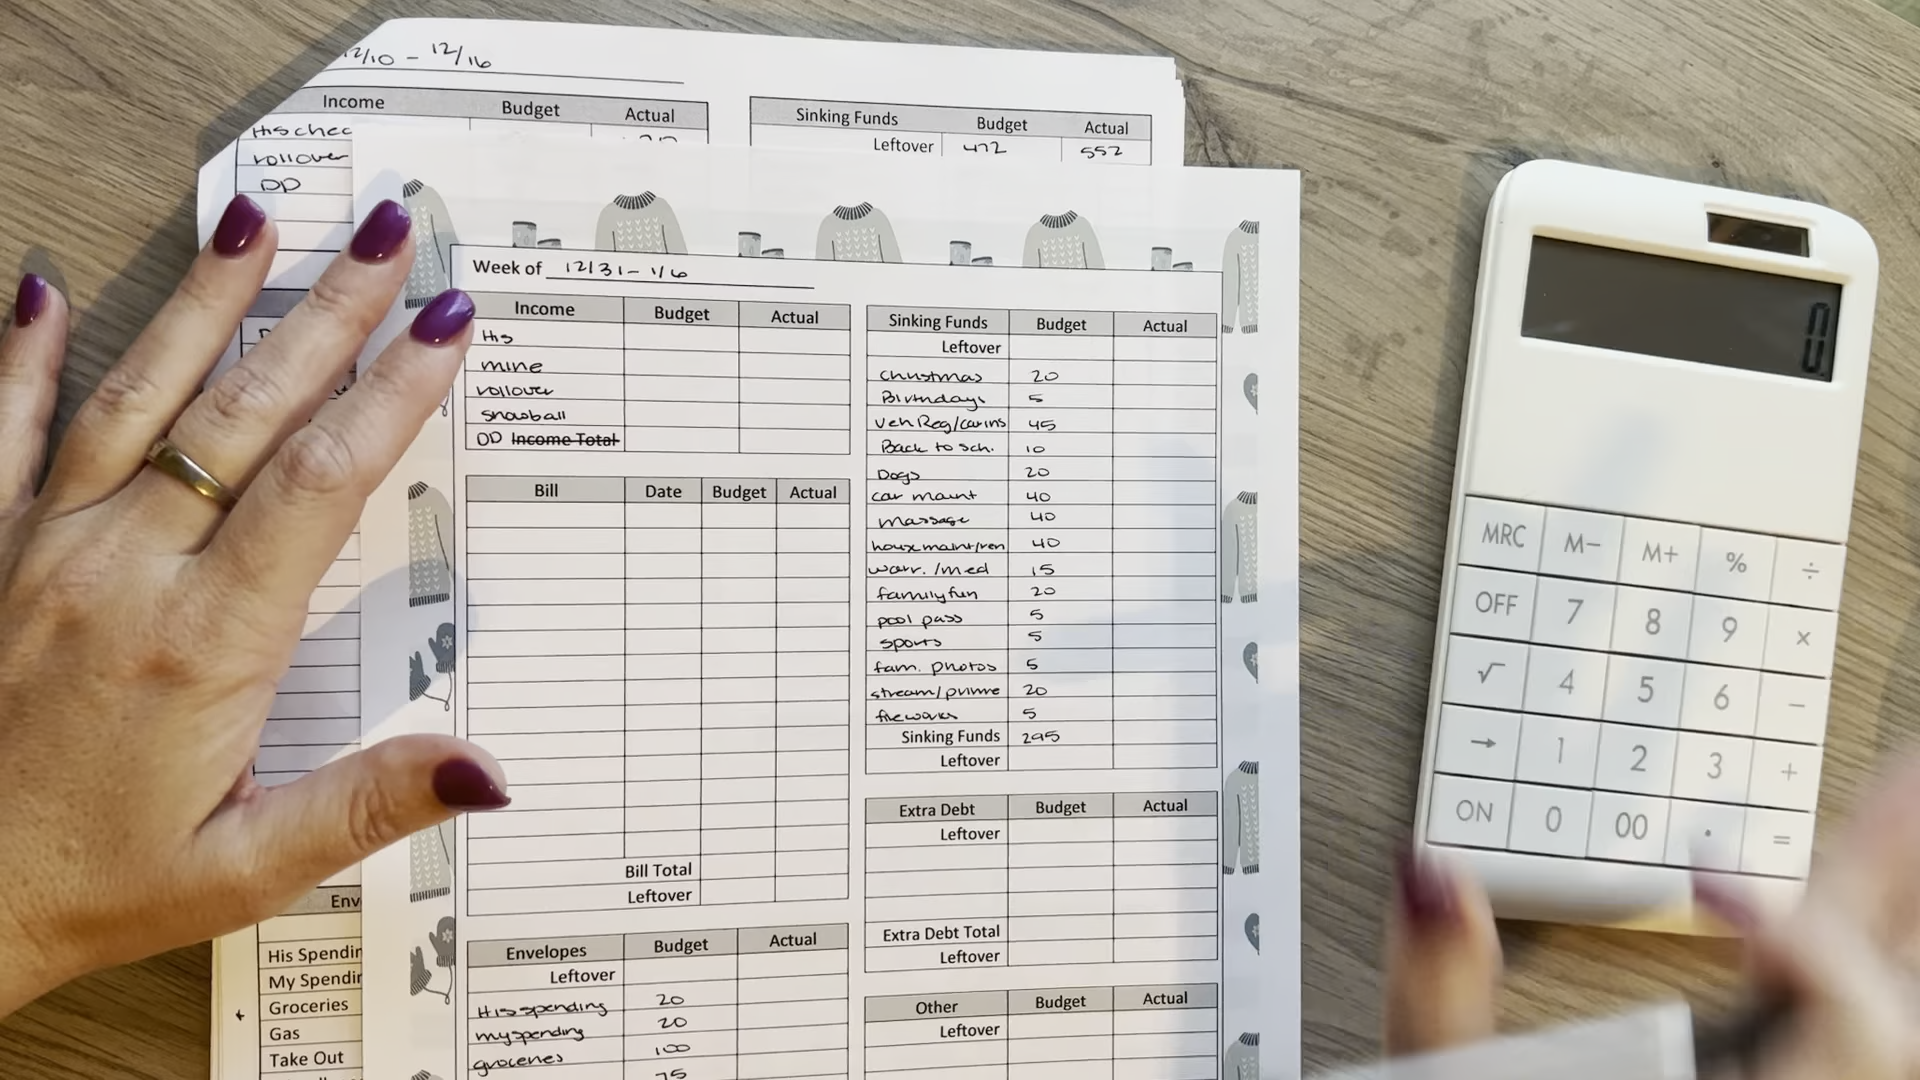 12/10 - 12/16
Income Budget Actual
His chec
rollover
DD
Sinking Funds Budget Actual
Leftover 472 552
Week of 12/31 - 1/6
Income Budget Actual
His
mine
rollover
snowball
DD Income Total
Bill Date Budget Actual
Bill Total
Leftover
Envelopes Budget Actual
Leftover
His spending 20
my spending 20
groceries 100
75
Sinking Funds Budget Actual
Leftover
christmas 20
Birthdays 5
Veh Reg/car ins 45
Back to sch. 10
Dogs 20
car maint 40
massage 40
house maint/ren 40
warr. /med 15
family fun 20
pool pass 5
sports 5
fam. photos 5
stream/prime 20
fireworks 5
Sinking Funds 295
Leftover
Extra Debt Budget Actual
Leftover
Extra Debt Total
Leftover
Other Budget Actual
Leftover
Env
His Spendin
My Spendin
Groceries
Gas
Take Out
0.
MRC M− M+ % ÷
OFF 7 8 9 ×
√ 4 5 6 −
→ 1 2 3 +
ON 0 00 . =